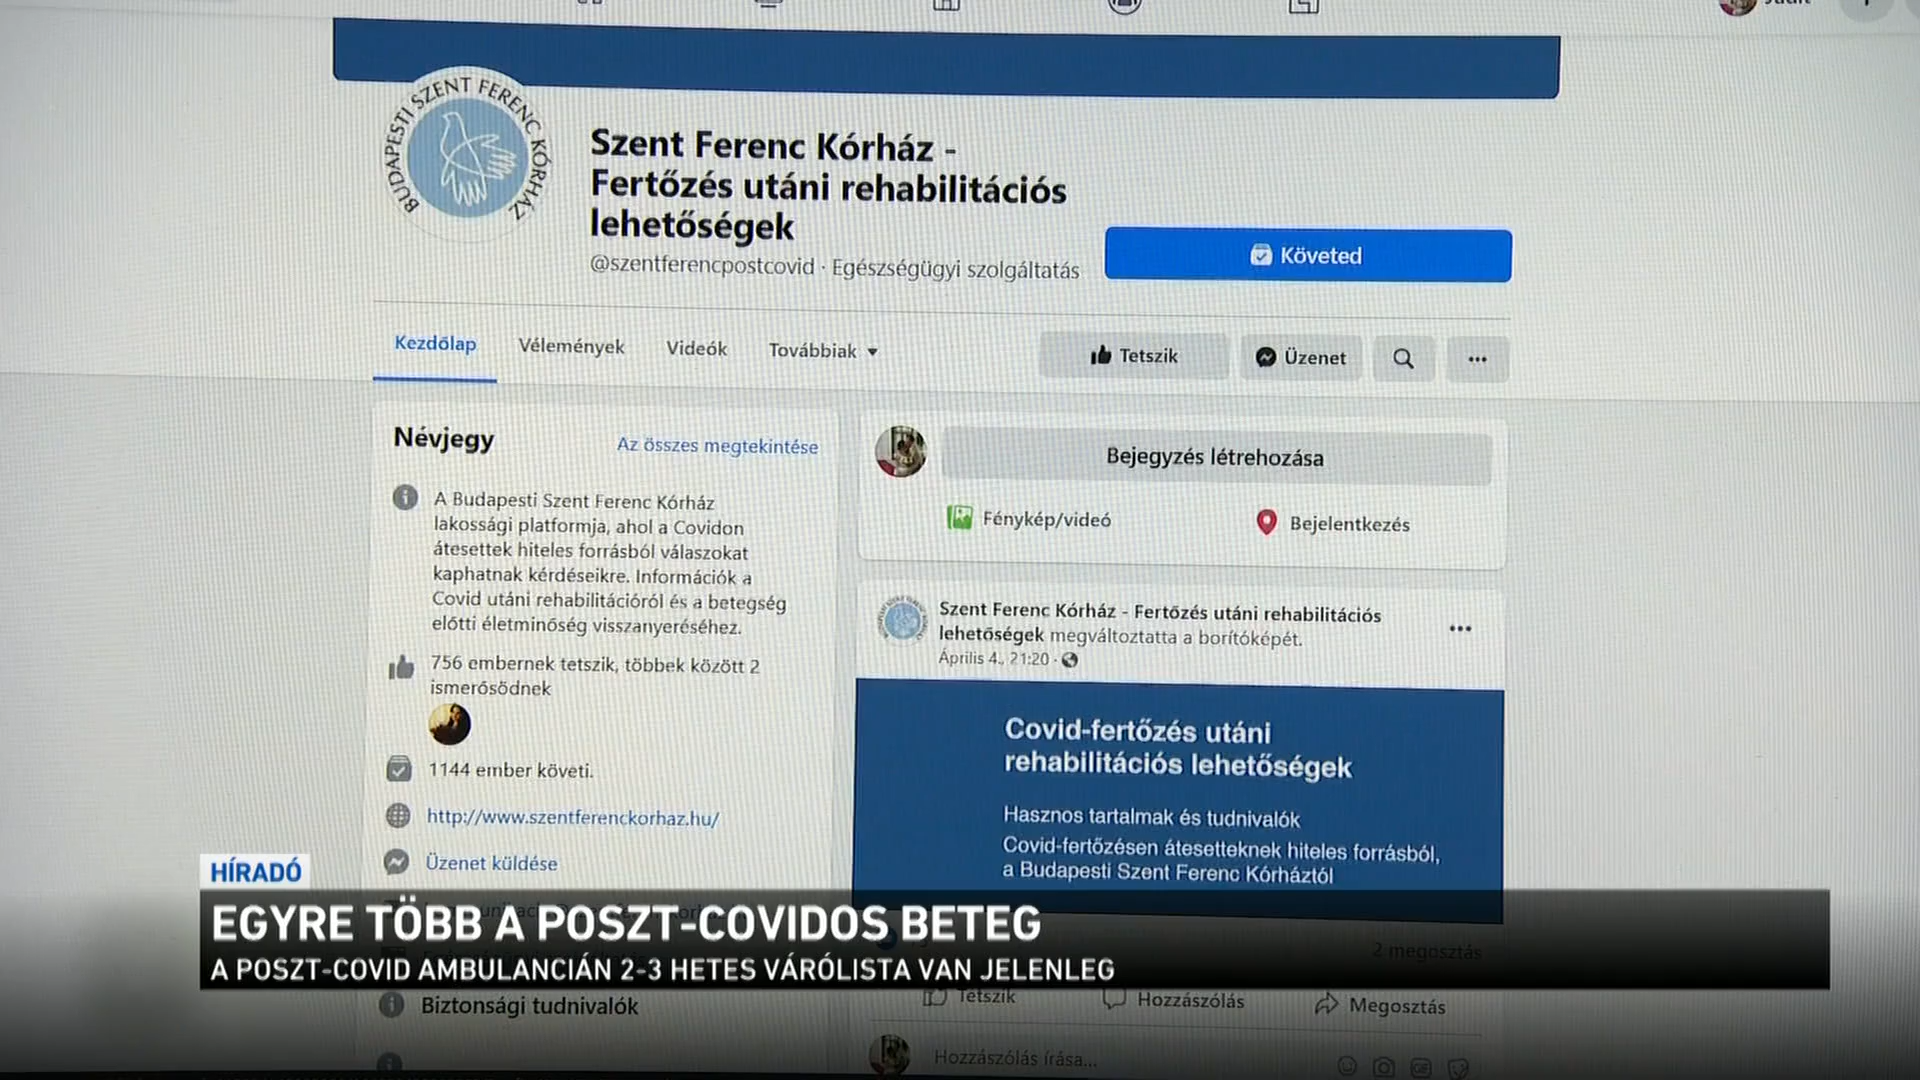 BUDAPESTI SZENT FERENC KÓRHÁZ
Szent Ferenc Kórház -
Fertőzés utáni rehabilitációs
lehetőségek
@szentferencpostcovid · Egészségügyi szolgáltatás
Követed
Kezdőlap
Vélemények
Videók
Továbbiak
Tetszik
Üzenet
Névjegy
Az összes megtekintése
A Budapesti Szent Ferenc Kórház
lakossági platformja, ahol a Covidon
átesettek hiteles forrásból válaszokat
kaphatnak kérdéseikre. Információk a
Covid utáni rehabilitációról és a betegség
előtti életminőség visszanyeréséhez.
756 embernek tetszik, többek között 2
ismerősödnek
1144 ember követi.
http://www.szentferenckorhaz.hu/
Üzenet küldése
Biztonsági tudnivalók
Bejegyzés létrehozása
Fénykép/videó
Bejelentkezés
Szent Ferenc Kórház - Fertőzés utáni rehabilitációs
lehetőségek megváltoztatta a borítóképét.
Április 4., 21:20 ·
Covid-fertőzés utáni
rehabilitációs lehetőségek
Hasznos tartalmak és tudnivalók
Covid-fertőzésen átesetteknek hiteles forrásból,
a Budapesti Szent Ferenc Kórháztól
2 megosztás
Tetszik
Hozzászólás
Megosztás
Hozzászólás írása...
HÍRADÓ
EGYRE TÖBB A POSZT-COVIDOS BETEG
A POSZT-COVID AMBULANCIÁN 2-3 HETES VÁRÓLISTA VAN JELENLEG